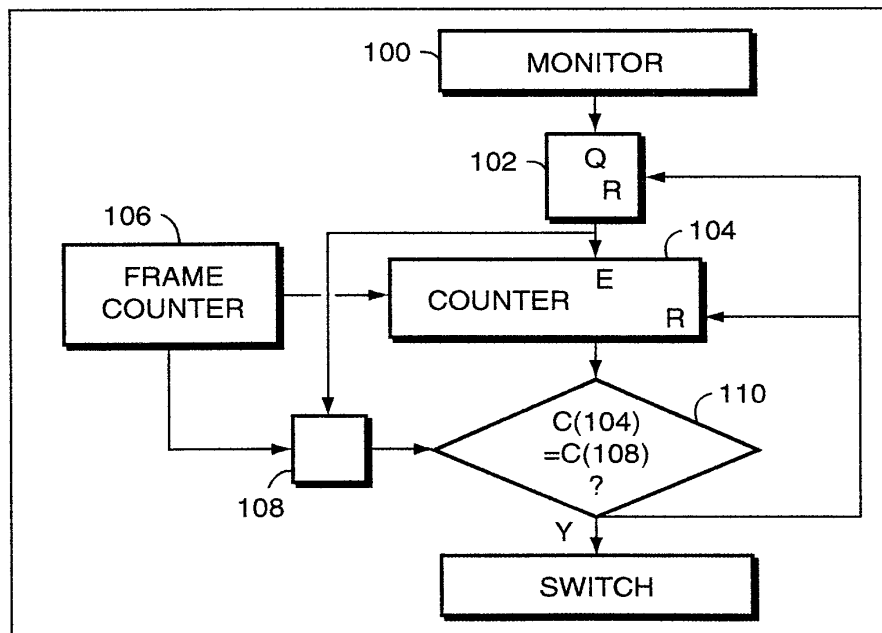 100
MONITOR
102
Q
R
106
104
FRAME
COUNTER
E
COUNTER
R
110
C(104)
=C(108)
?
108
Y
SWITCH